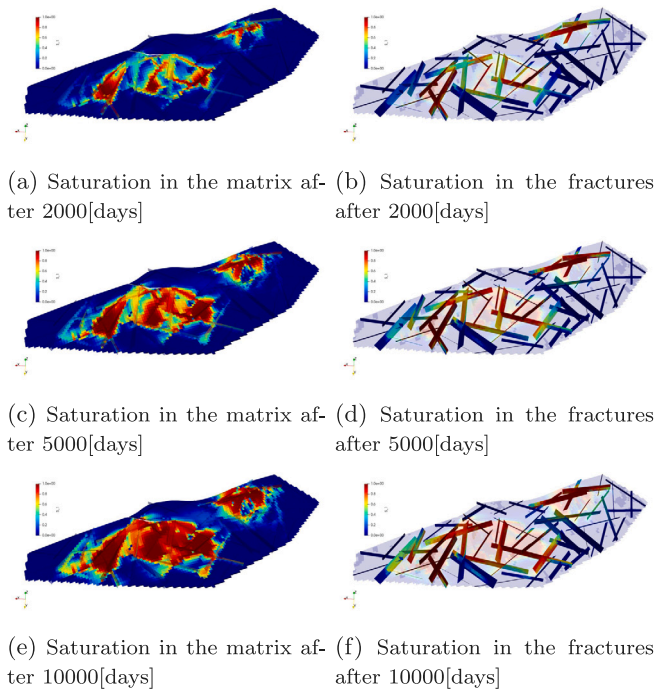 (a) Saturation in the matrix af- (b) Saturation in the fractures
ter 2000[days] after 2000[days]
(c) Saturation in the matrix af- (d) Saturation in the fractures
ter 5000[days] after 5000[days]
(e) Saturation in the matrix af- (f) Saturation in the fractures
ter 10000[days] after 10000[days]